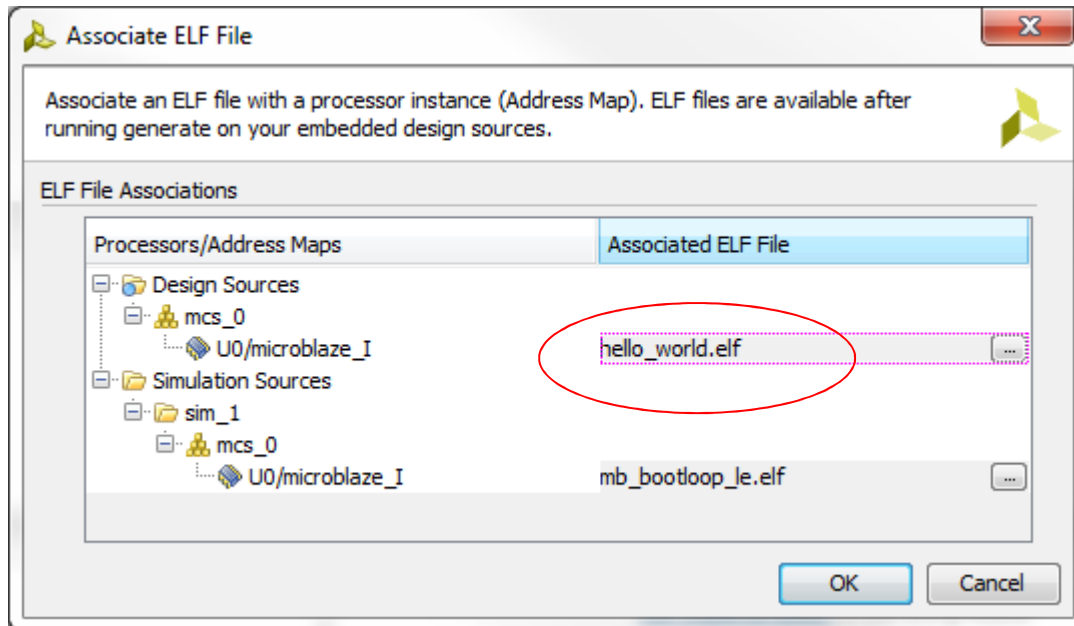 Associate ELF File
Associate an ELF file with a processor instance (Address Map). ELF files are available after
running generate on your embedded design sources.
ELF File Associations
Processors/Address Maps Associated ELF File
Design Sources
mcs_0
U0/microblaze_I hello_world.elf ...
Simulation Sources
sim_1
mcs_0
U0/microblaze_I mb_bootloop_le.elf ...
OK Cancel